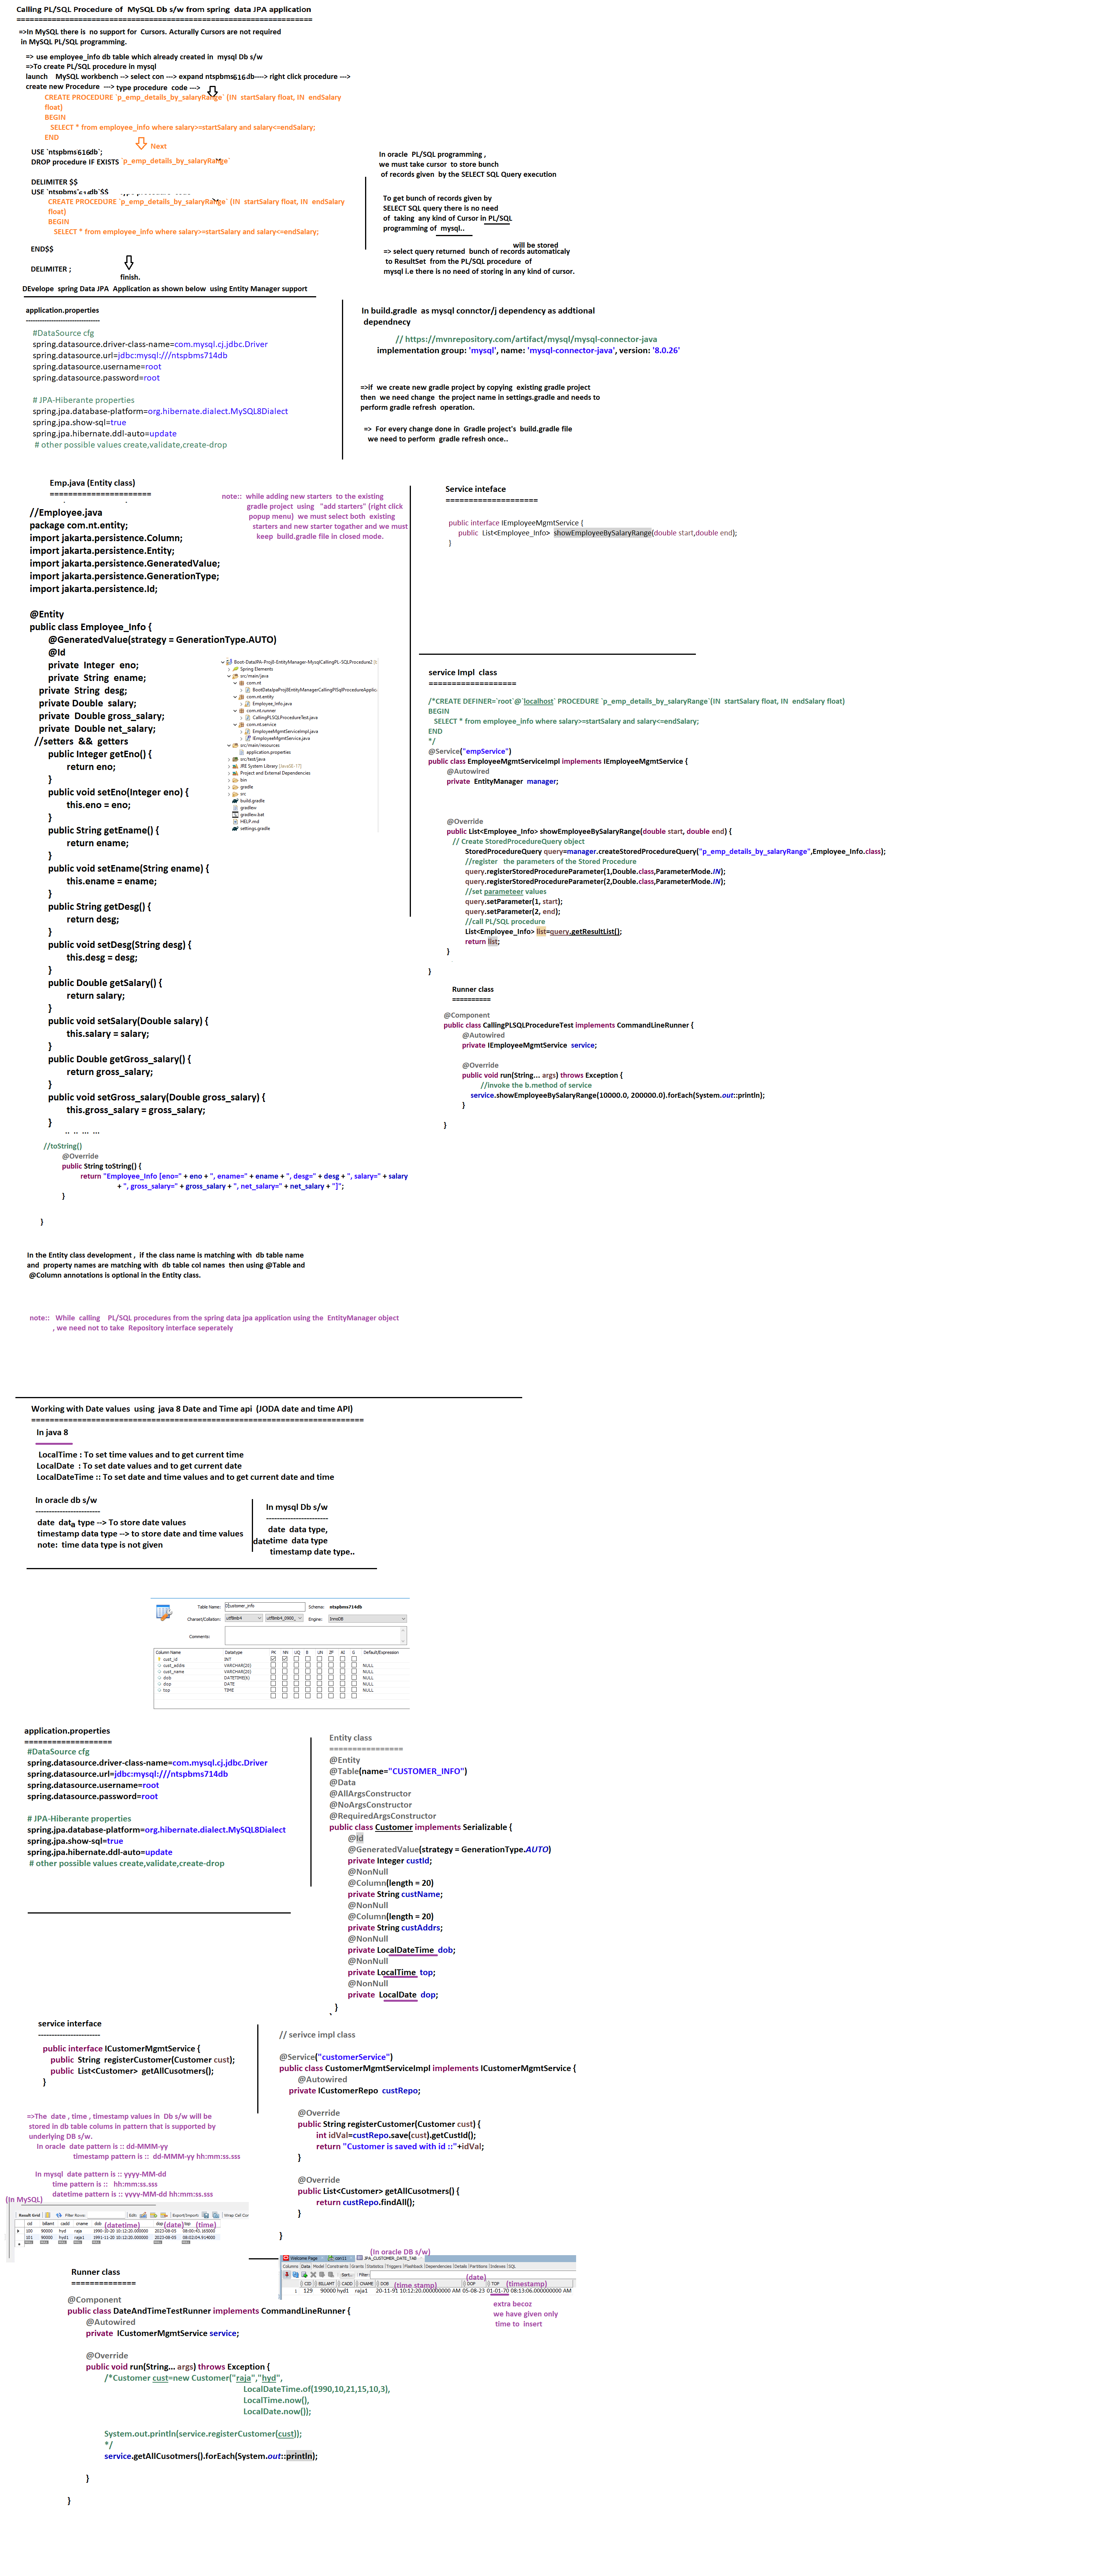 Calling PL/SQL Procedure of  MySQL Db s/w from spring  data JPA application
====================================================================
=>In MySQL there is  no support for  Cursors. Acturally Cursors are not required
in MySQL PL/SQL programming.
=> use employee_info db table which already created in  mysql Db s/w
=>To create PL/SQL procedure in mysql
launch    MySQL workbench --> select con ---> expand ntspbms616db----> right click procedure --->
create new Procedure  ---> type procedure  code --->
CREATE PROCEDURE `p_emp_details_by_salaryRange` (IN  startSalary float, IN  endSalary
float)
BEGIN
SELECT * from employee_info where salary>=startSalary and salary<=endSalary;
END
Next
USE `ntspbms616db`;
DROP procedure IF EXISTS `p_emp_details_by_salaryRange`
DELIMITER $$
USE `ntspbms616db`$$
CREATE PROCEDURE `p_emp_details_by_salaryRange` (IN  startSalary float, IN  endSalary
float)
BEGIN
SELECT * from employee_info where salary>=startSalary and salary<=endSalary;
END$$
DELIMITER ;
finish.
In oracle  PL/SQL programming ,
we must take cursor  to store bunch
of records given  by the SELECT SQL Query execution
To get bunch of records given by
SELECT SQL query there is no need
of  taking  any kind of Cursor in PL/SQL
programming of  mysql..
will be stored
=> select query returned  bunch of records automaticaly
to ResultSet  from the PL/SQL procedure  of
mysql i.e there is no need of storing in any kind of cursor.
DEvelope  spring Data JPA  Application as shown below  using Entity Manager support
application.properties
-------------------------------
#DataSource cfg
spring.datasource.driver-class-name=com.mysql.cj.jdbc.Driver
spring.datasource.url=jdbc:mysql:///ntspbms714db
spring.datasource.username=root
spring.datasource.password=root
# JPA-Hiberante properties
spring.jpa.database-platform=org.hibernate.dialect.MySQL8Dialect
spring.jpa.show-sql=true
spring.jpa.hibernate.ddl-auto=update
# other possible values create,validate,create-drop
In build.gradle  as mysql connctor/j dependency as addtional
dependnecy
// https://mvnrepository.com/artifact/mysql/mysql-connector-java
implementation group: 'mysql', name: 'mysql-connector-java', version: '8.0.26'
=>if  we create new gradle project by copying  existing gradle project
then  we need change  the project name in settings.gradle and needs to
perform gradle refresh  operation.
=>  For every change done in  Gradle project's  build.gradle file
we need to perform  gradle refresh once..
Emp.java (Entity class)
======================
note::  while adding new starters  to the existing
gradle project  using   "add starters" (right click
popup menu)  we must select both  existing
starters and new starter togather and we must
keep  build.gradle file in closed mode.
//Employee.java
package com.nt.entity;
import jakarta.persistence.Column;
import jakarta.persistence.Entity;
import jakarta.persistence.GeneratedValue;
import jakarta.persistence.GenerationType;
import jakarta.persistence.Id;
@Entity
public class Employee_Info {
@GeneratedValue(strategy = GenerationType.AUTO)
@Id
private  Integer  eno;
private  String  ename;
private  String  desg;
private Double  salary;
private  Double  gross_salary;
private  Double  net_salary;
//setters  &&  getters
public Integer getEno() {
return eno;
}
public void setEno(Integer eno) {
this.eno = eno;
}
public String getEname() {
return ename;
}
public void setEname(String ename) {
this.ename = ename;
}
public String getDesg() {
return desg;
}
public void setDesg(String desg) {
this.desg = desg;
}
public Double getSalary() {
return salary;
}
public void setSalary(Double salary) {
this.salary = salary;
}
public Double getGross_salary() {
return gross_salary;
}
public void setGross_salary(Double gross_salary) {
this.gross_salary = gross_salary;
}
.. .. ... ...
//toString()
@Override
public String toString() {
return "Employee_Info [eno=" + eno + ", ename=" + ename + ", desg=" + desg + ", salary=" + salary
+ ", gross_salary=" + gross_salary + ", net_salary=" + net_salary + "]";
}
}
Spring Elements
src/main/java
com.nt
com.nt.entity
Employee_Info.java
com.nt.runner
CallingPLSQLProcedureTest.java
com.nt.service
EmployeeMgmtServiceImpl.java
IEmployeeMgmtService.java
src/main/resources
application.properties
src/test/java
JRE System Library [JavaSE-17]
Project and External Dependencies
bin
gradle
src
build.gradle
gradlew
gradlew.bat
HELP.md
settings.gradle
Service inteface
====================
public interface IEmployeeMgmtService {
public  List<Employee_Info>  showEmployeeBySalaryRange(double start,double end);
}
service Impl  class
===================
/*CREATE DEFINER=`root`@`localhost` PROCEDURE `p_emp_details_by_salaryRange`(IN  startSalary float, IN  endSalary float)
BEGIN
SELECT * from employee_info where salary>=startSalary and salary<=endSalary;
END
*/
@Service("empService")
public class EmployeeMgmtServiceImpl implements IEmployeeMgmtService {
@Autowired
private  EntityManager  manager;
@Override
public List<Employee_Info> showEmployeeBySalaryRange(double start, double end) {
// Create StoredProcedureQuery object
StoredProcedureQuery query=manager.createStoredProcedureQuery("p_emp_details_by_salaryRange",Employee_Info.class);
//register   the parameters of the Stored Procedure
query.registerStoredProcedureParameter(1,Double.class,ParameterMode.IN);
query.registerStoredProcedureParameter(2,Double.class,ParameterMode.IN);
//set parameteer values
query.setParameter(1, start);
query.setParameter(2, end);
//call PL/SQL procedure
List<Employee_Info> list=query.getResultList();
return list;
}
}
Runner class
==========
@Component
public class CallingPLSQLProcedureTest implements CommandLineRunner {
@Autowired
private IEmployeeMgmtService  service;
@Override
public void run(String... args) throws Exception {
//invoke the b.method of service
service.showEmployeeBySalaryRange(10000.0, 200000.0).forEach(System.out::println);
}
}
In the Entity class development ,  if the class name is matching with  db table name
and  property names are matching with  db table col names  then using @Table and
@Column annotations is optional in the Entity class.
note::   While  calling    PL/SQL procedures from the spring data jpa application using the  EntityManager object
, we need not to take  Repository interface seperately
Working with Date values  using  java 8 Date and Time api  (JODA date and time API)
========================================================================
In java 8
LocalTime : To set time values and to get current time
LocalDate  : To set date values and to get current date
LocalDateTime :: To set date and time values and to get current date and time
In oracle db s/w
------------------------
date  data type --> To store date values
timestamp data type --> to store date and time values
note:  time data type is not given
In mysql Db s/w
-----------------------
date  data type,
time  data type
datetimestamp date type..
Table Name: customer_info Schema: ntspbms714db
Charset/Collation: utf8mb4 utf8mb4_0900_ Engine: InnoDB
Comments:
Column Name Datatype PK NN UQ B UN ZF AI G Default/Expression
cust_id INT
cust_addrs VARCHAR(20) NULL
cust_name VARCHAR(20) NULL
dob DATETIME(6) NULL
dop DATE NULL
top TIME NULL
application.properties
===================
#DataSource cfg
spring.datasource.driver-class-name=com.mysql.cj.jdbc.Driver
spring.datasource.url=jdbc:mysql:///ntspbms714db
spring.datasource.username=root
spring.datasource.password=root
# JPA-Hiberante properties
spring.jpa.database-platform=org.hibernate.dialect.MySQL8Dialect
spring.jpa.show-sql=true
spring.jpa.hibernate.ddl-auto=update
# other possible values create,validate,create-drop
Entity class
================
@Entity
@Table(name="CUSTOMER_INFO")
@Data
@AllArgsConstructor
@NoArgsConstructor
@RequiredArgsConstructor
public class Customer implements Serializable {
@Id
@GeneratedValue(strategy = GenerationType.AUTO)
private Integer custId;
@NonNull
@Column(length = 20)
private String custName;
@NonNull
@Column(length = 20)
private String custAddrs;
@NonNull
private LocalDateTime  dob;
@NonNull
private LocalTime  top;
@NonNull
private  LocalDate  dop;
}
service interface
-----------------------
public interface ICustomerMgmtService {
public  String  registerCustomer(Customer cust);
public  List<Customer>  getAllCusotmers();
}
=>The  date , time , timestamp values in  Db s/w will be
stored in db table colums in pattern that is supported by
underlying DB s/w.
In oracle  date pattern is :: dd-MMM-yy
timestamp pattern is ::  dd-MMM-yy hh:mm:ss.sss
In mysql  date pattern is :: yyyy-MM-dd
time pattern is ::   hh:mm:ss.sss
datetime pattern is :: yyyy-MM-dd hh:mm:ss.sss
// serivce impl class
@Service("customerService")
public class CustomerMgmtServiceImpl implements ICustomerMgmtService {
@Autowired
private ICustomerRepo  custRepo;
@Override
public String registerCustomer(Customer cust) {
int idVal=custRepo.save(cust).getCustId();
return "Customer is saved with id ::"+idVal;
}
@Override
public List<Customer> getAllCusotmers() {
return custRepo.findAll();
}
}
(In MySQL)
Result Grid Filter Rows: Edit: Export/Import: Wrap Cell Cor
cid billamt cadd cname dob (datetime) dop (date) top (time)
100 90000 hyd raja 1990-10-20 10:12:20.000000 2023-08-05 08:00:43.165000
101 90000 hyd1 raja1 1991-11-20 10:12:20.000000 2023-08-05 08:02:04.914000
(In oracle DB s/w)
Welcome Page con11 JPA_CUSTOMER_DATE_TAB
Columns Data Model Constraints Grants Statistics Triggers Flashback Dependencies Details Partitions Indexes SQL
Sort.. Filter:
(date)
CID BILLAMT CADD CNAME DOB (time stamp) DOP TOP (timestamp)
1 129 90000 hyd1 raja1 20-11-91 10:12:20.000000000 AM 05-08-23 01-01-70 08:13:06.000000000 AM
extra becoz
we have given only
time to  insert
Runner class
==============
@Component
public class DateAndTimeTestRunner implements CommandLineRunner {
@Autowired
private  ICustomerMgmtService service;
@Override
public void run(String... args) throws Exception {
/*Customer cust=new Customer("raja","hyd",
LocalDateTime.of(1990,10,21,15,10,3),
LocalTime.now(),
LocalDate.now());
System.out.println(service.registerCustomer(cust));
*/
service.getAllCusotmers().forEach(System.out::println);
}
}